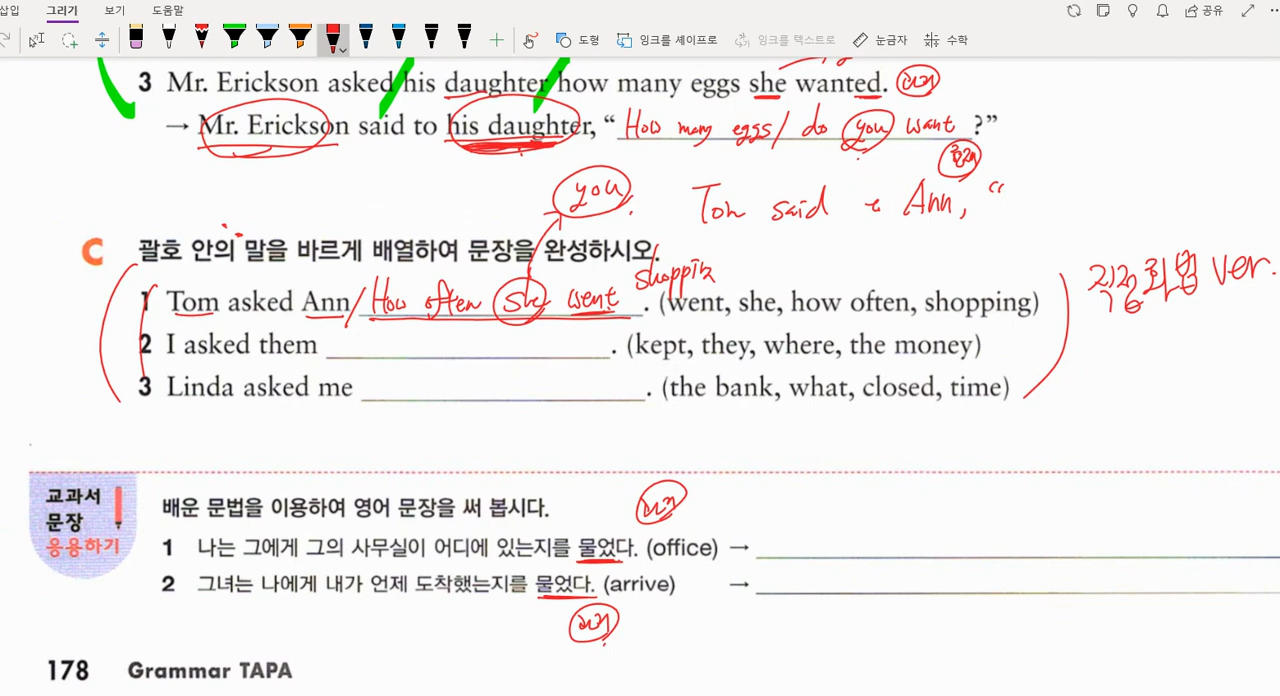 삽입 그리기 보기 도움말 공유
도형 잉크를 셰이프로 잉크를 텍스트로 눈금자 수학
3 Mr. Erickson asked his daughter how many eggs she wanted. 과거
→ Mr. Erickson said to his daughter, “ How many eggs / do you want ?”
현재
you Tom said Ann, “
C 괄호 안의 말을 바르게 배열하여 문장을 완성하시오.
shopping 직접화법 ver.
1 Tom asked Ann / How often she went . (went, she, how often, shopping)
2 I asked them ____ . (kept, they, where, the money)
3 Linda asked me ____ . (the bank, what, closed, time)
교과서
문장
응용하기
배운 문법을 이용하여 영어 문장을 써 봅시다. 과거
1 나는 그에게 그의 사무실이 어디에 있는지를 물었다. (office) →
2 그녀는 나에게 내가 언제 도착했는지를 물었다. (arrive) →
과거
178 Grammar TAPA